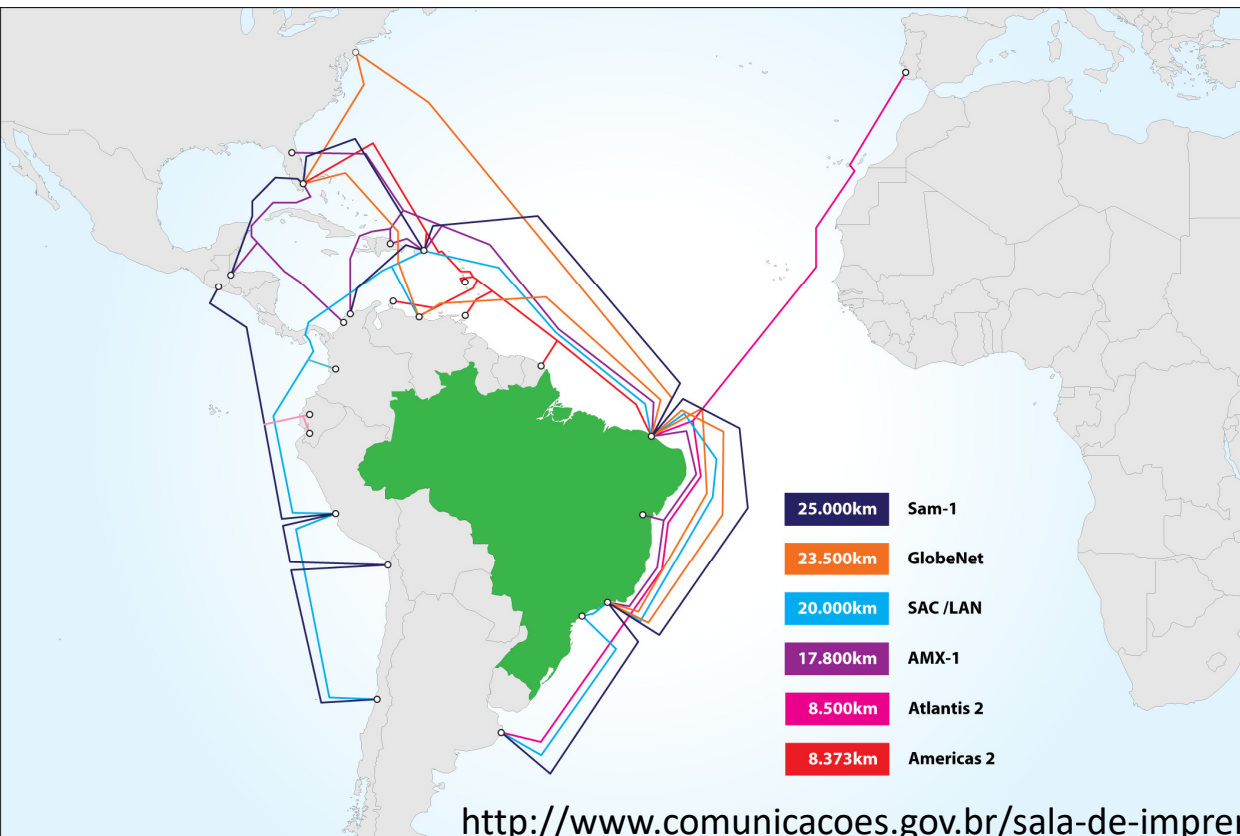 25.000km Sam-1
23.500km GlobeNet
20.000km SAC /LAN
17.800km AMX-1
8.500km Atlantis 2
8.373km Americas 2
http://www.comunicacoes.gov.br/sala-de-impren